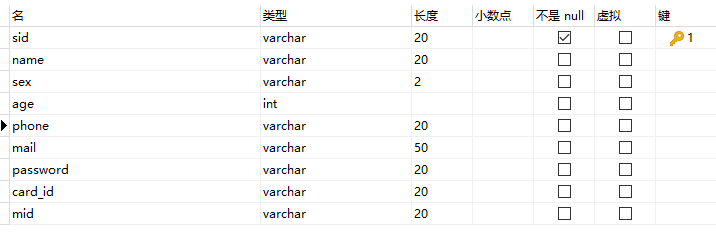 名 类型 长度 小数点 不是 null 虚拟 键
sid varchar 20 1
name varchar 20
sex varchar 2
age int
phone varchar 20
mail varchar 50
password varchar 20
card_id varchar 20
mid varchar 20